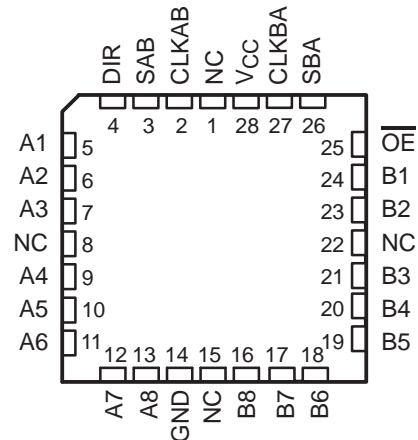 DIR SAB CLKAB NC VCC CLKBA SBA
4 3 2 1 28 27 26
A1 5 25 OE
A2 6 24 B1
A3 7 23 B2
NC 8 22 NC
A4 9 21 B3
A5 10 20 B4
A6 11 19 B5
12 13 14 15 16 17 18
A7 A8 GND NC B8 B7 B6